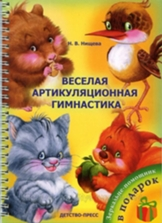 Н. В. Нищева
ВЕСЕЛАЯ
АРТИКУЛЯЦИОННАЯ
ГИМНАСТИКА
ДЕТСТВО-ПРЕСС
в подарок